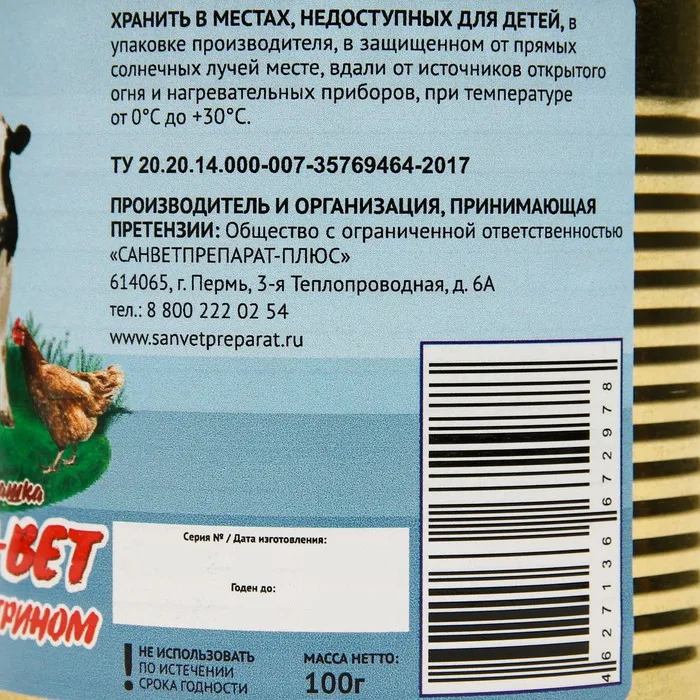 ХРАНИТЬ В МЕСТАХ, НЕДОСТУПНЫХ ДЛЯ ДЕТЕЙ, в
упаковке производителя, в защищенном от прямых
солнечных лучей месте, вдали от источников открытого
огня и нагревательных приборов, при температуре
от 0°С до +30°С.
ТУ 20.20.14.000-007-35769464-2017
ПРОИЗВОДИТЕЛЬ И ОРГАНИЗАЦИЯ, ПРИНИМАЮЩАЯ
ПРЕТЕНЗИИ: Общество с ограниченной ответственностью
«САНВЕТПРЕПАРАТ-ПЛЮС»
614065, г. Пермь, 3-я Теплопроводная, д. 6А
тел.: 8 800 222 02 54
www.sanvetpreparat.ru
ВЕТ
Серия № / Дата изготовления:
Годен до:
! НЕ ИСПОЛЬЗОВАТЬ
ПО ИСТЕЧЕНИИ
СРОКА ГОДНОСТИ
МАССА НЕТТО:
100г
4627136672978